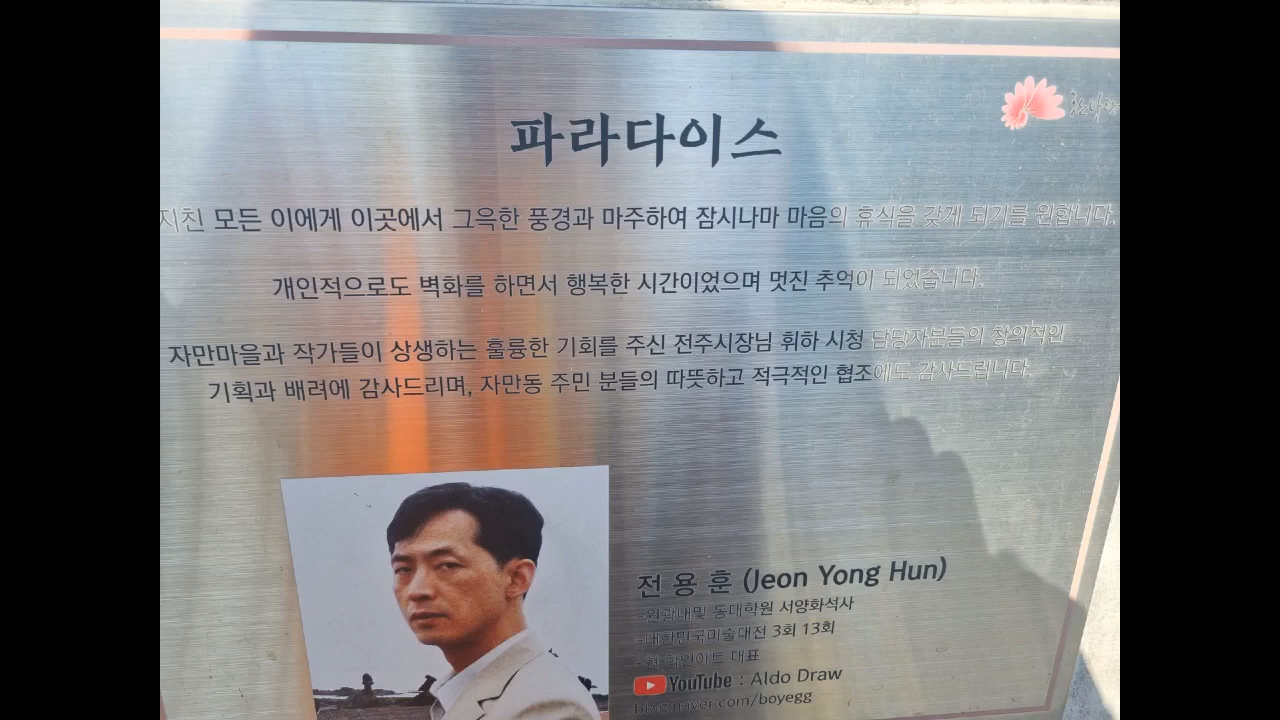 파라다이스
지친 모든 이에게 이곳에서 그윽한 풍경과 마주하여 잠시나마 마음의 휴식을 갖게 되기를 원합니다.
개인적으로도 벽화를 하면서 행복한 시간이었으며 멋진 추억이 되었습니다.
자만마을과 작가들이 상생하는 훌륭한 기회를 주신 전주시장님 휘하 시청 담당자분들의 창의적인
기획과 배려에 감사드리며, 자만동 주민 분들의 따뜻하고 적극적인 협조에도 감사드립니다.
전 용 훈 (Jeon Yong Hun)
-원광대및 동대학원 서양화석사
-대한민국미술대전 3회 13회
대표
YouTube : Aldo Draw
blog.naver.com/boyegg